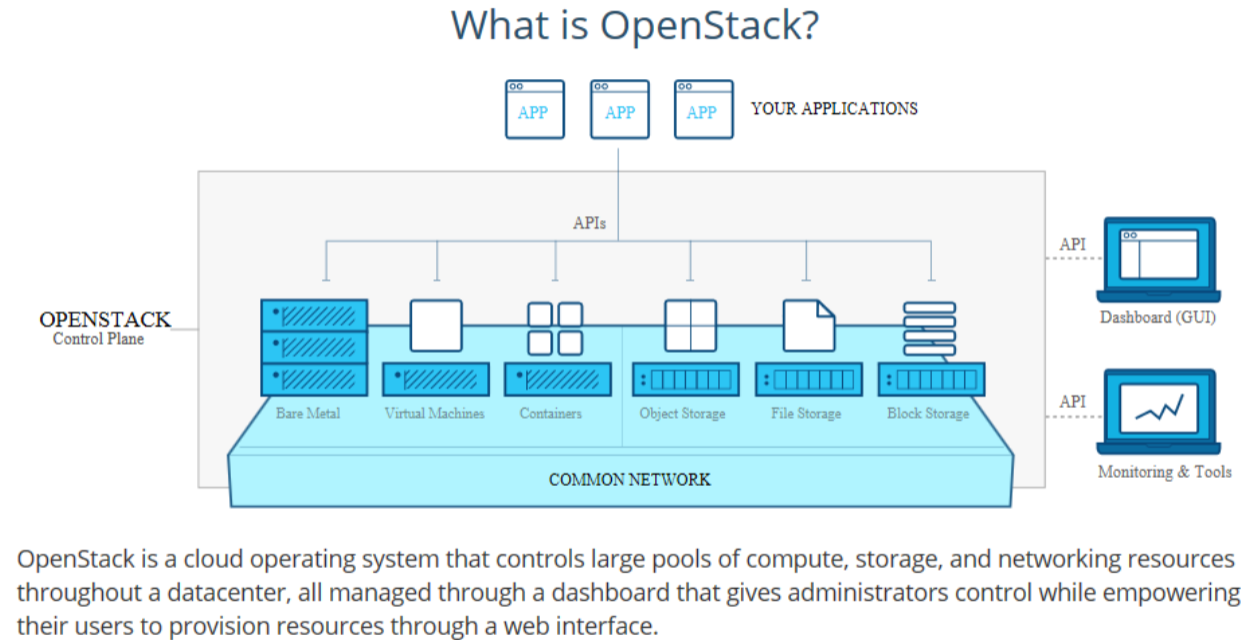 What is OpenStack?
APP APP APP YOUR APPLICATIONS
APIs
API
Dashboard (GUI)
OPENSTACK
Control Plane
API
Monitoring & Tools
Bare Metal Virtual Machines Containers Object Storage File Storage Block Storage
COMMON NETWORK
OpenStack is a cloud operating system that controls large pools of compute, storage, and networking resources
throughout a datacenter, all managed through a dashboard that gives administrators control while empowering
their users to provision resources through a web interface.